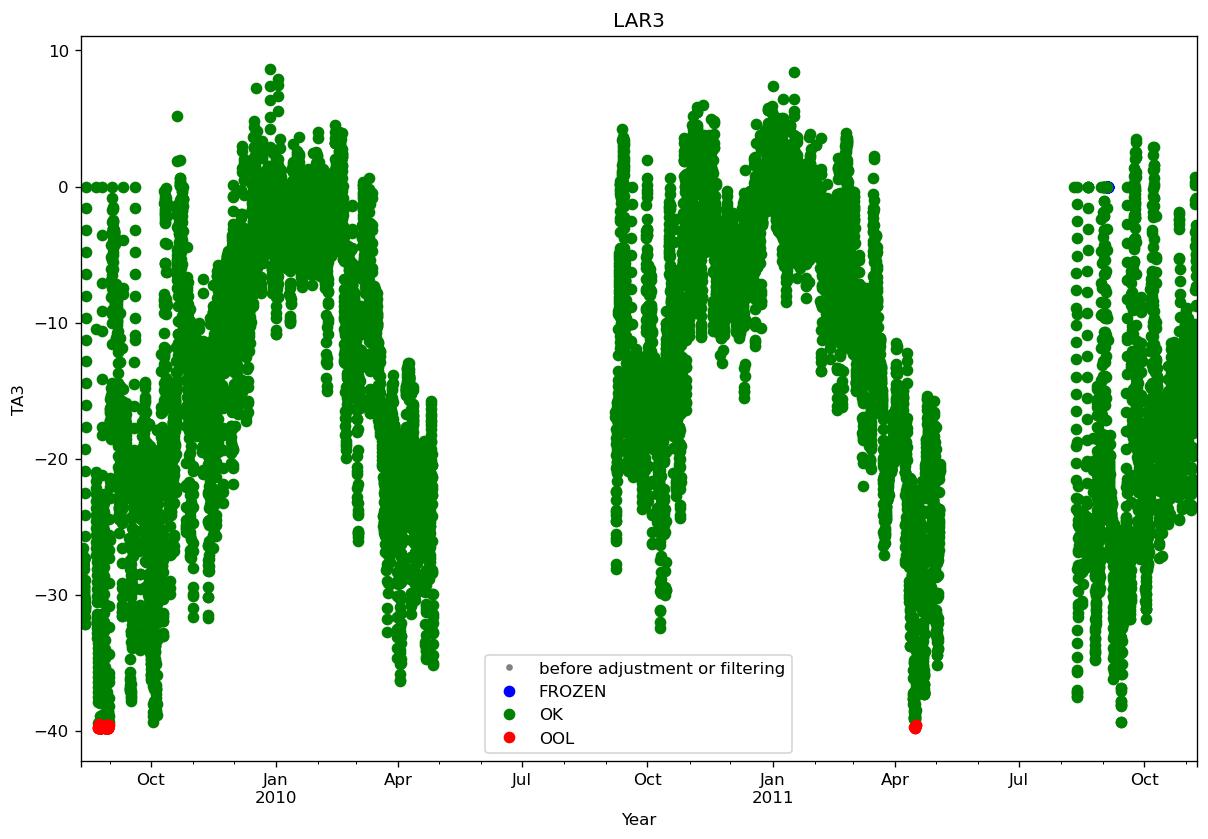 LAR3
TA3
10
0
−10
−20
−30
−40
before adjustment or filtering
FROZEN
OK
OOL
Oct
Jan
2010
Apr
Jul
Oct
Jan
2011
Apr
Jul
Oct
Year